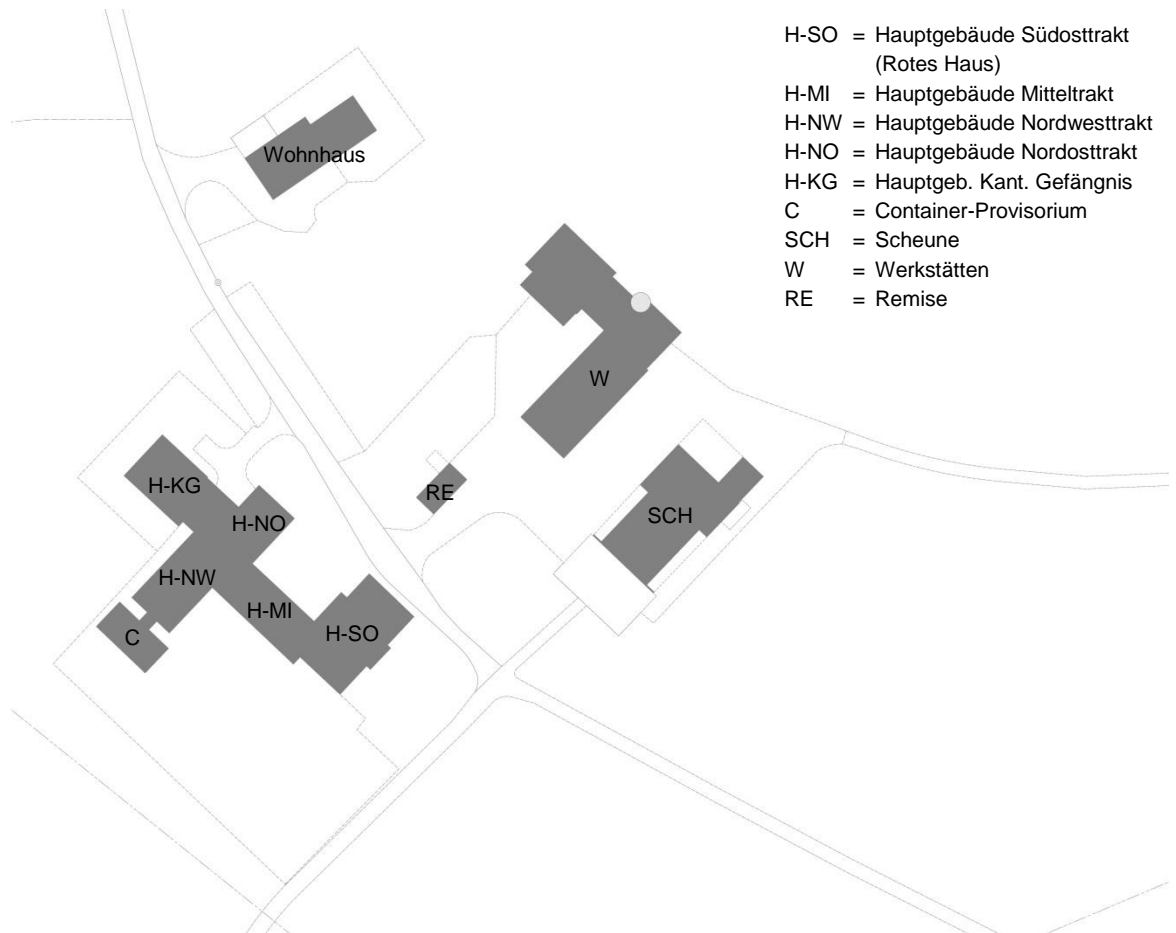 H-SO = Hauptgebäude Südosttrakt
(Rotes Haus)
H-MI = Hauptgebäude Mitteltrakt
H-NW = Hauptgebäude Nordwesttrakt
H-NO = Hauptgebäude Nordosttrakt
H-KG = Hauptgeb. Kant. Gefängnis
C = Container-Provisorium
SCH = Scheune
W = Werkstätten
RE = Remise
Wohnhaus
W
H-KG
RE
SCH
H-NO
H-NW
H-MI
C
H-SO